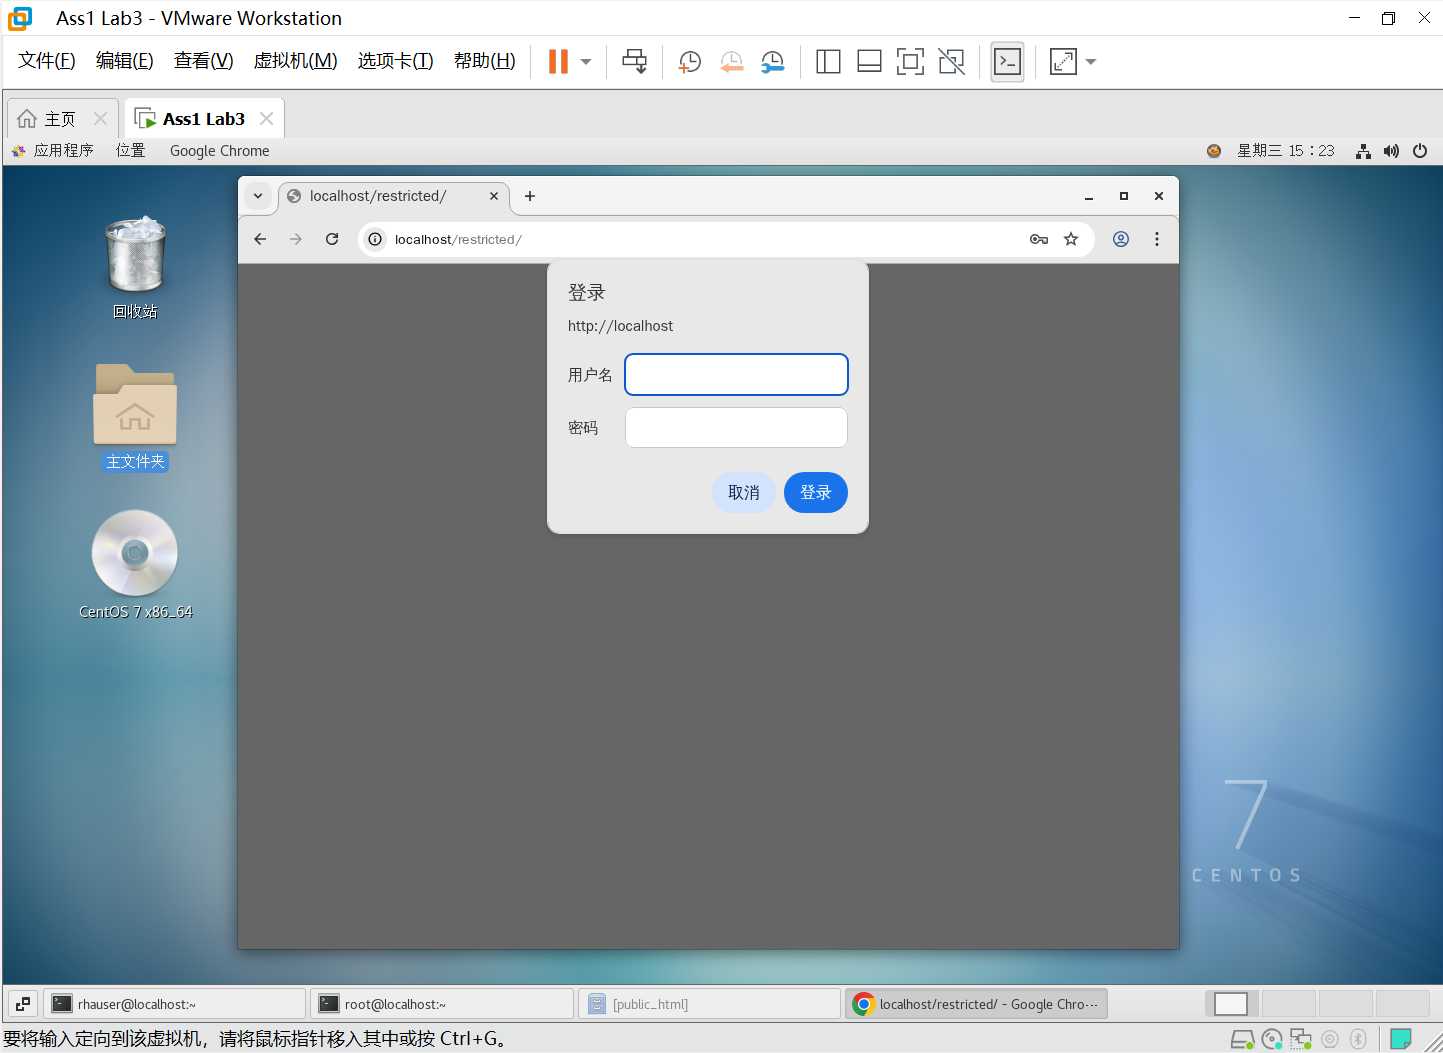 Ass1 Lab3 - VMware Workstation
文件(F) 编辑(E) 查看(V) 虚拟机(M) 选项卡(T) 帮助(H)
主页 Ass1 Lab3
应用程序 位置 Google Chrome 星期三 15:23
localhost/restricted/
localhost/restricted/
登录
http://localhost
用户名
密码
取消 登录
回收站
主文件夹
CentOS 7 x86_64
7
CENTOS
rhauser@localhost:~ root@localhost:~ [public_html] localhost/restricted/ - Google Chro···
要将输入定向到该虚拟机，请将鼠标指针移入其中或按 Ctrl+G。